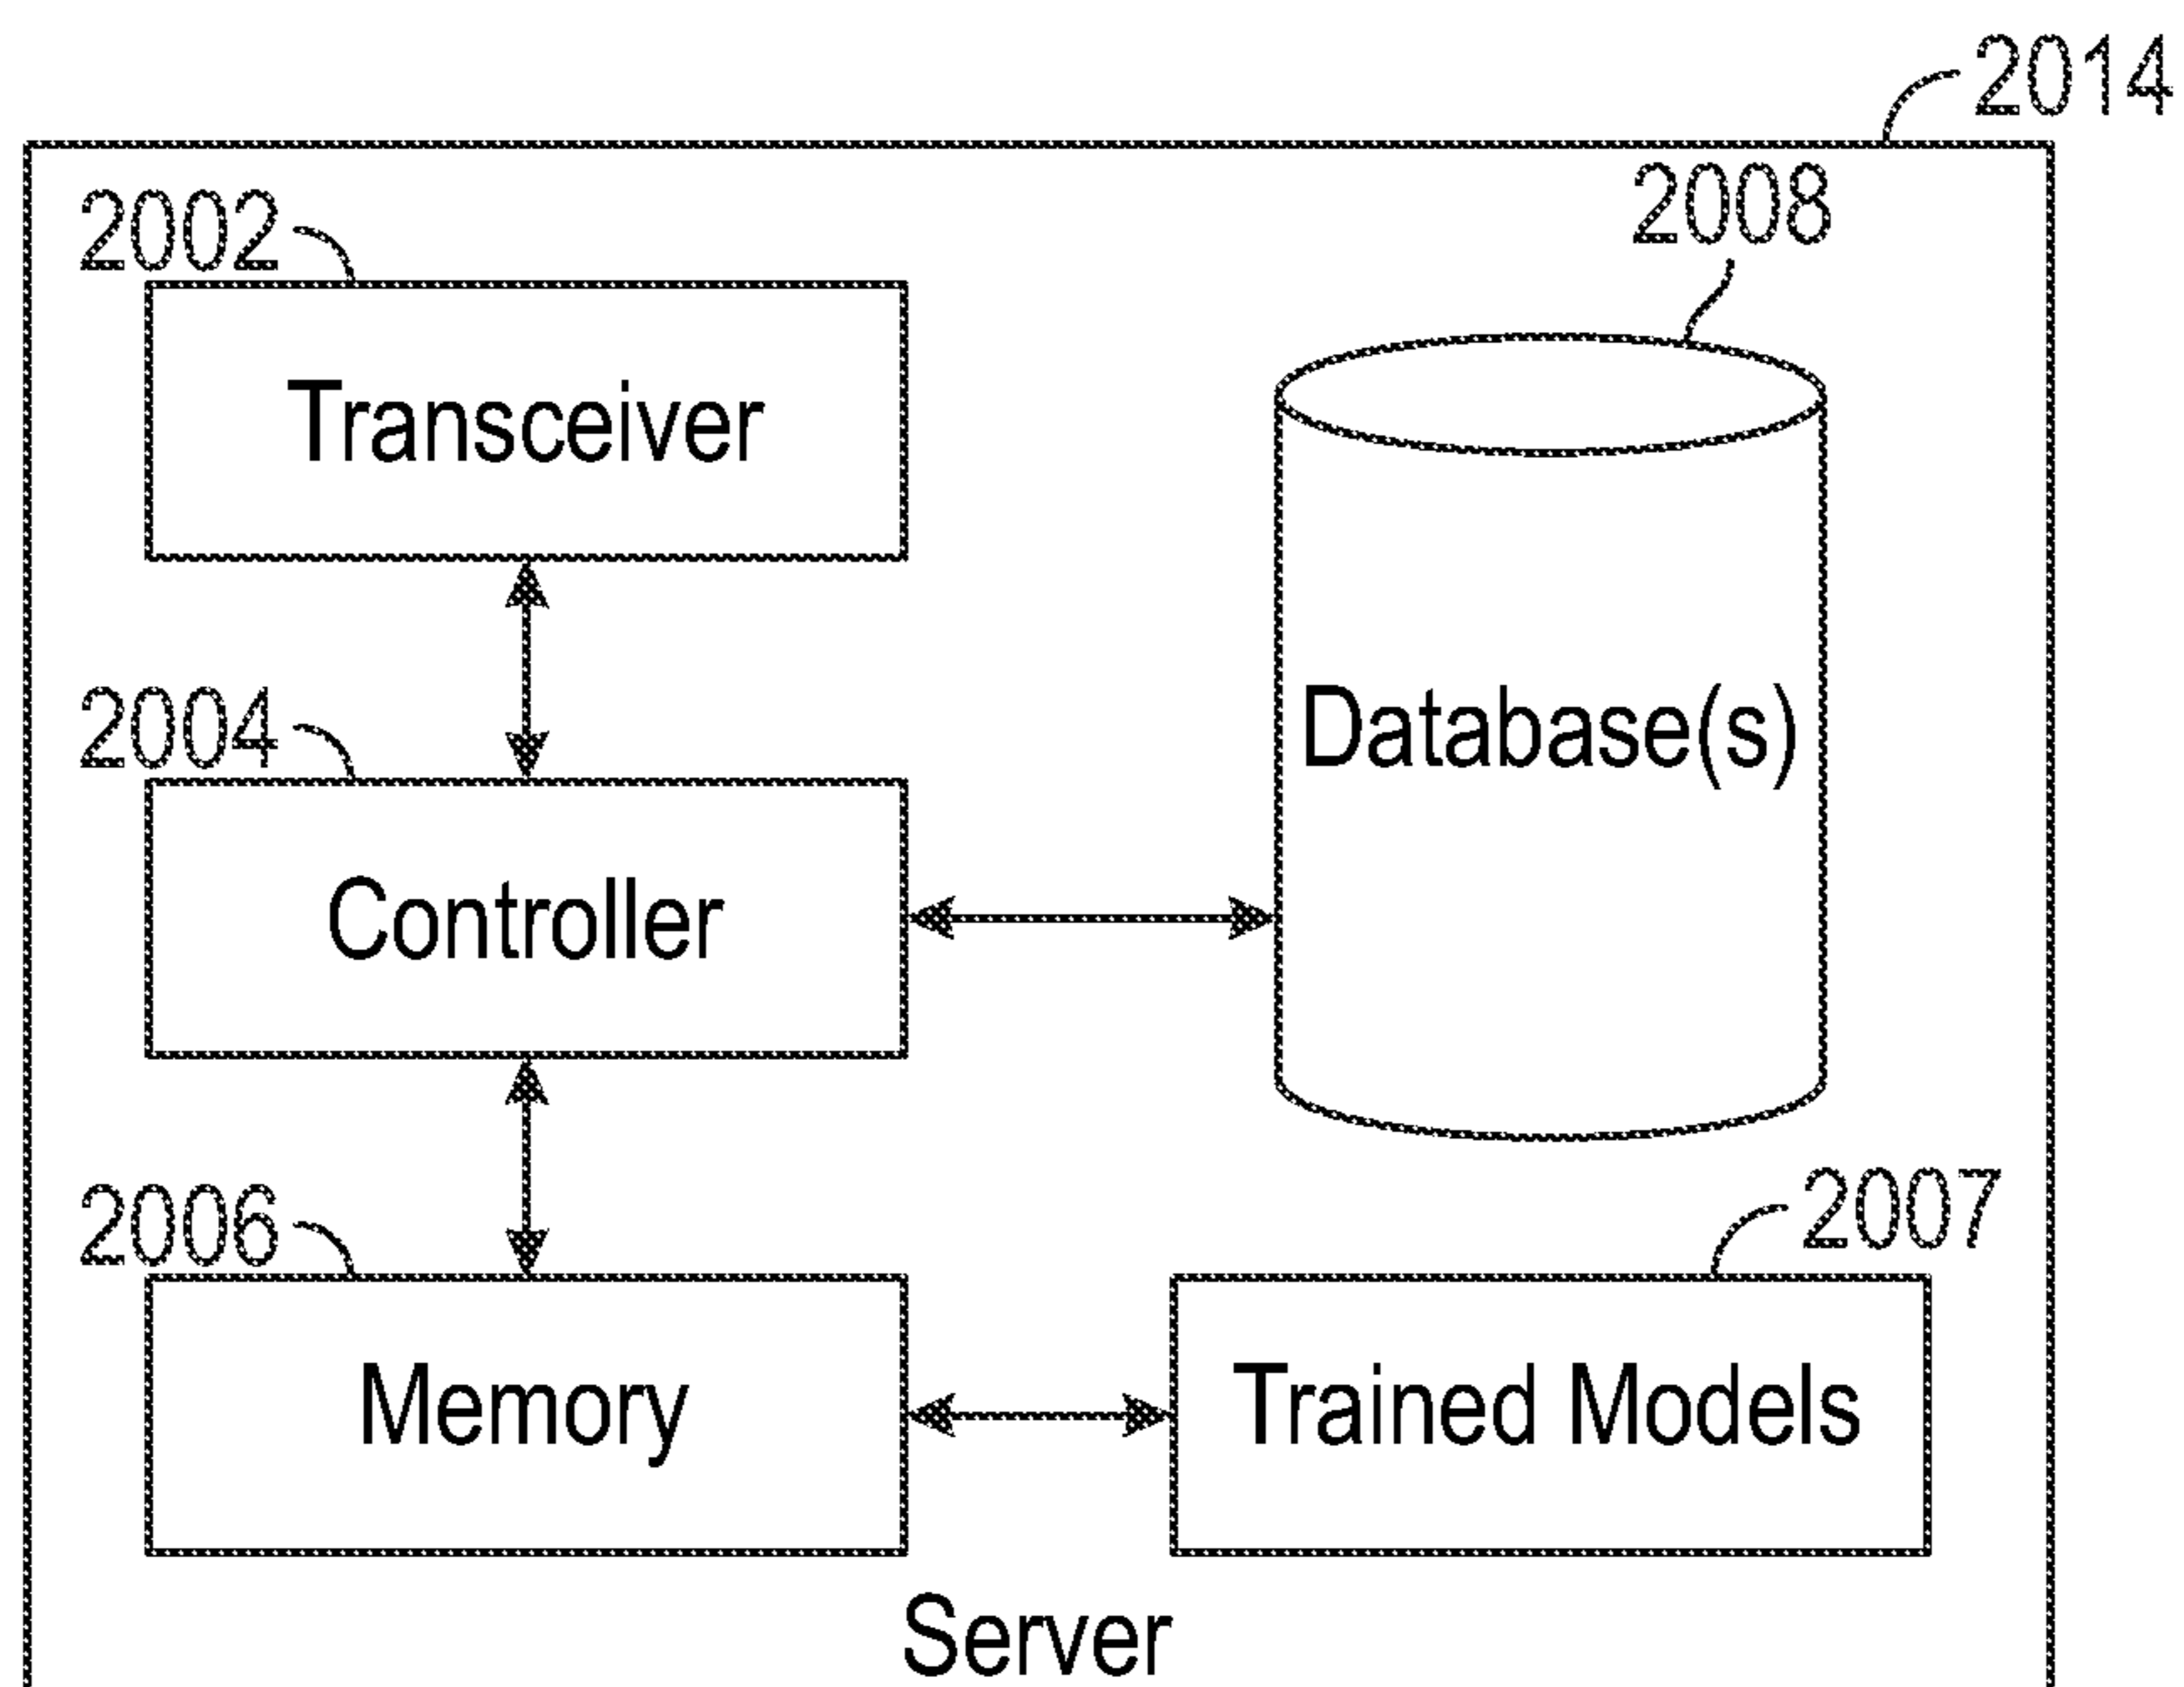 2014
2002
2008
Transceiver
2004
Database(s)
Controller
2006
2007
Memory
Trained Models
Server